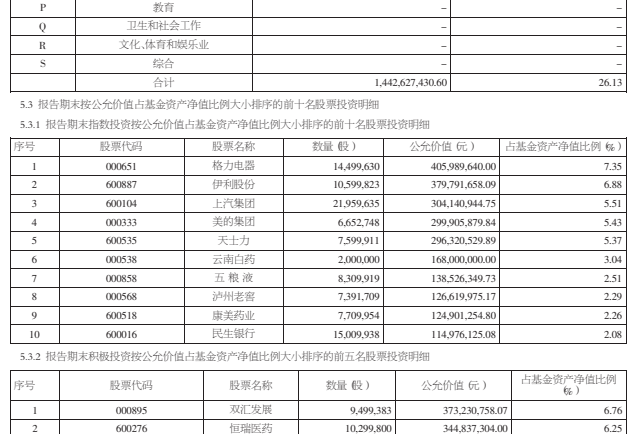 P 教育 – –
Q 卫生和社会工作 – –
R 文化、体育和娱乐业 – –
S 综合 – –
合计 1,442,627,430.60 26.13
5.3 报告期末按公允价值占基金资产净值比例大小排序的前十名股票投资明细
5.3.1 报告期末指数投资按公允价值占基金资产净值比例大小排序的前十名股票投资明细
序号 股票代码 股票名称 数量（股） 公允价值（元） 占基金资产净值比例（%）
1 000651 格力电器 14,499,630 405,989,640.00 7.35
2 600887 伊利股份 10,599,823 379,791,658.09 6.88
3 600104 上汽集团 21,959,635 304,140,944.75 5.51
4 000333 美的集团 6,652,748 299,905,879.84 5.43
5 600535 天士力 7,599,911 296,320,529.89 5.37
6 000538 云南白药 2,000,000 168,000,000.00 3.04
7 000858 五 粮 液 8,309,919 138,526,349.73 2.51
8 000568 泸州老窖 7,391,709 126,619,975.17 2.29
9 600518 康美药业 7,709,954 124,901,254.80 2.26
10 600016 民生银行 15,009,938 114,976,125.08 2.08
5.3.2 报告期末积极投资按公允价值占基金资产净值比例大小排序的前五名股票投资明细
序号 股票代码 股票名称 数量（股） 公允价值（元） 占基金资产净值比例
（%）
1 000895 双汇发展 9,499,383 373,230,758.07 6.76
2 600276 恒瑞医药 10,299,800 344,837,304.00 6.25